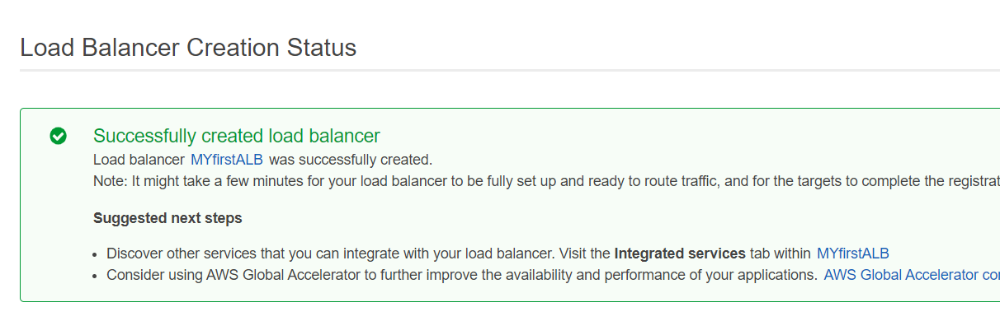 Load Balancer Creation Status
Successfully created load balancer
Load balancer MYfirstALB was successfully created.
Note: It might take a few minutes for your load balancer to be fully set up and ready to route traffic, and for the targets to complete the
Suggested next steps
• Discover other services that you can integrate with your load balancer. Visit the Integrated services tab within MYfirstALB
• Consider using AWS Global Accelerator to further improve the availability and performance of your applications. AWS Global Accelerator